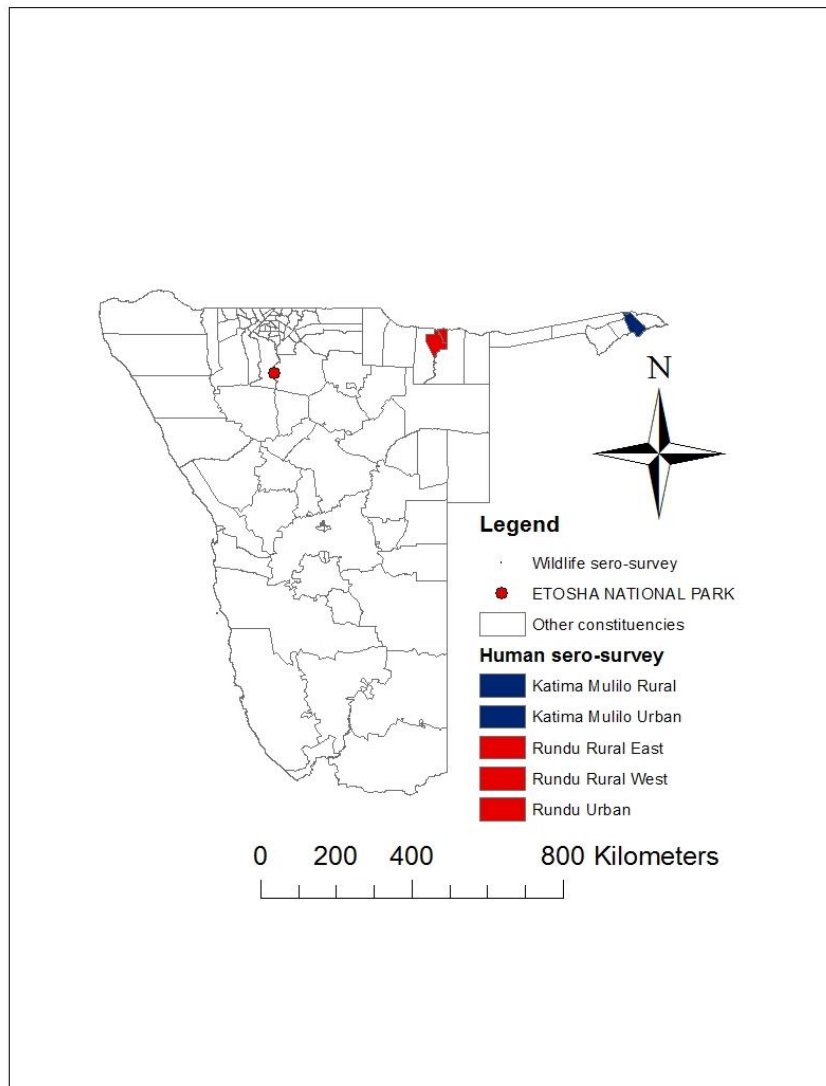 N
Legend
Wildlife sero-survey
ETOSHA NATIONAL PARK
Other constituencies
Human sero-survey
Katima Mulilo Rural
Katima Mulilo Urban
Rundu Rural East
Rundu Rural West
Rundu Urban
0 200 400 800 Kilometers